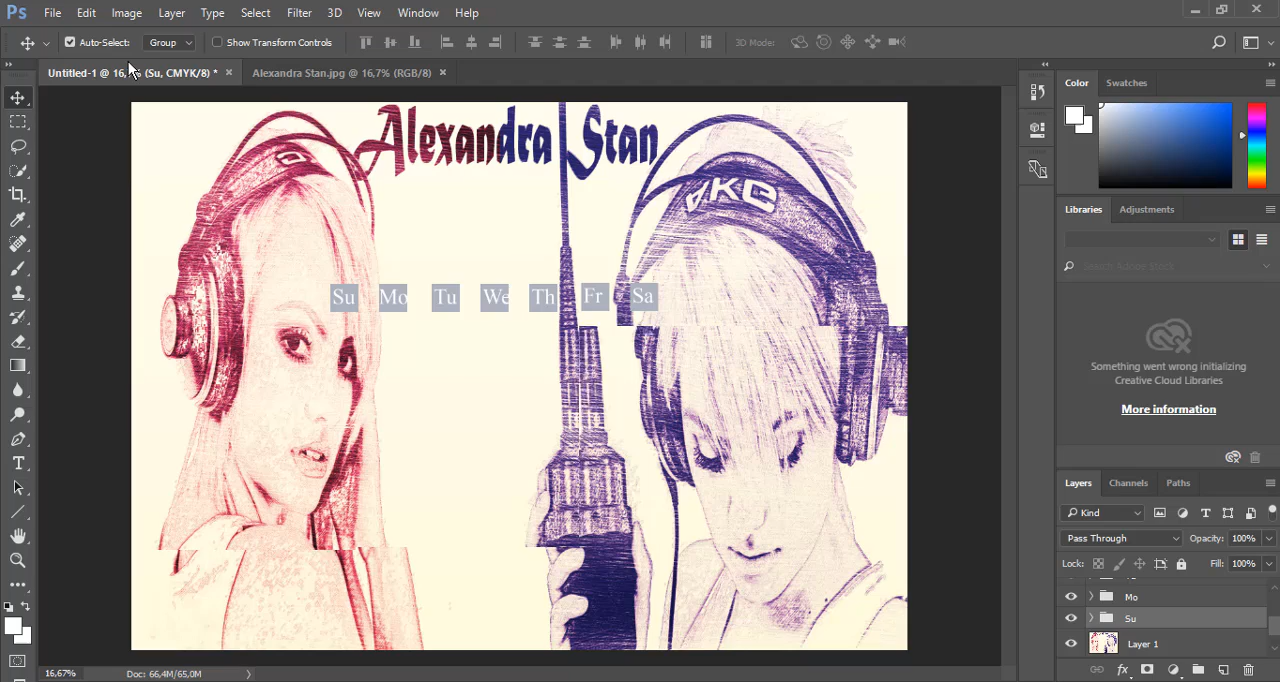 Ps File Edit Image Layer Type Select Filter 3D View Window Help
Auto-Select: Group Show Transform Controls 3D Mode:
Untitled-1 @ 16, (Su, CMYK/8) * × Alexandra Stan.jpg @ 16,7% (RGB/8) ×
Color Swatches
Alexandra Stan
AKG
Libraries Adjustments
Search Adobe Stock
Su Mo Tu We Th Fr Sa
Something went wrong initializing
Creative Cloud Libraries
More information
Layers Channels Paths
Kind
Pass Through Opacity: 100%
Lock: Fill: 100%
Mo
Su
Layer 1
16,67% Doc: 66,4M/65,0M